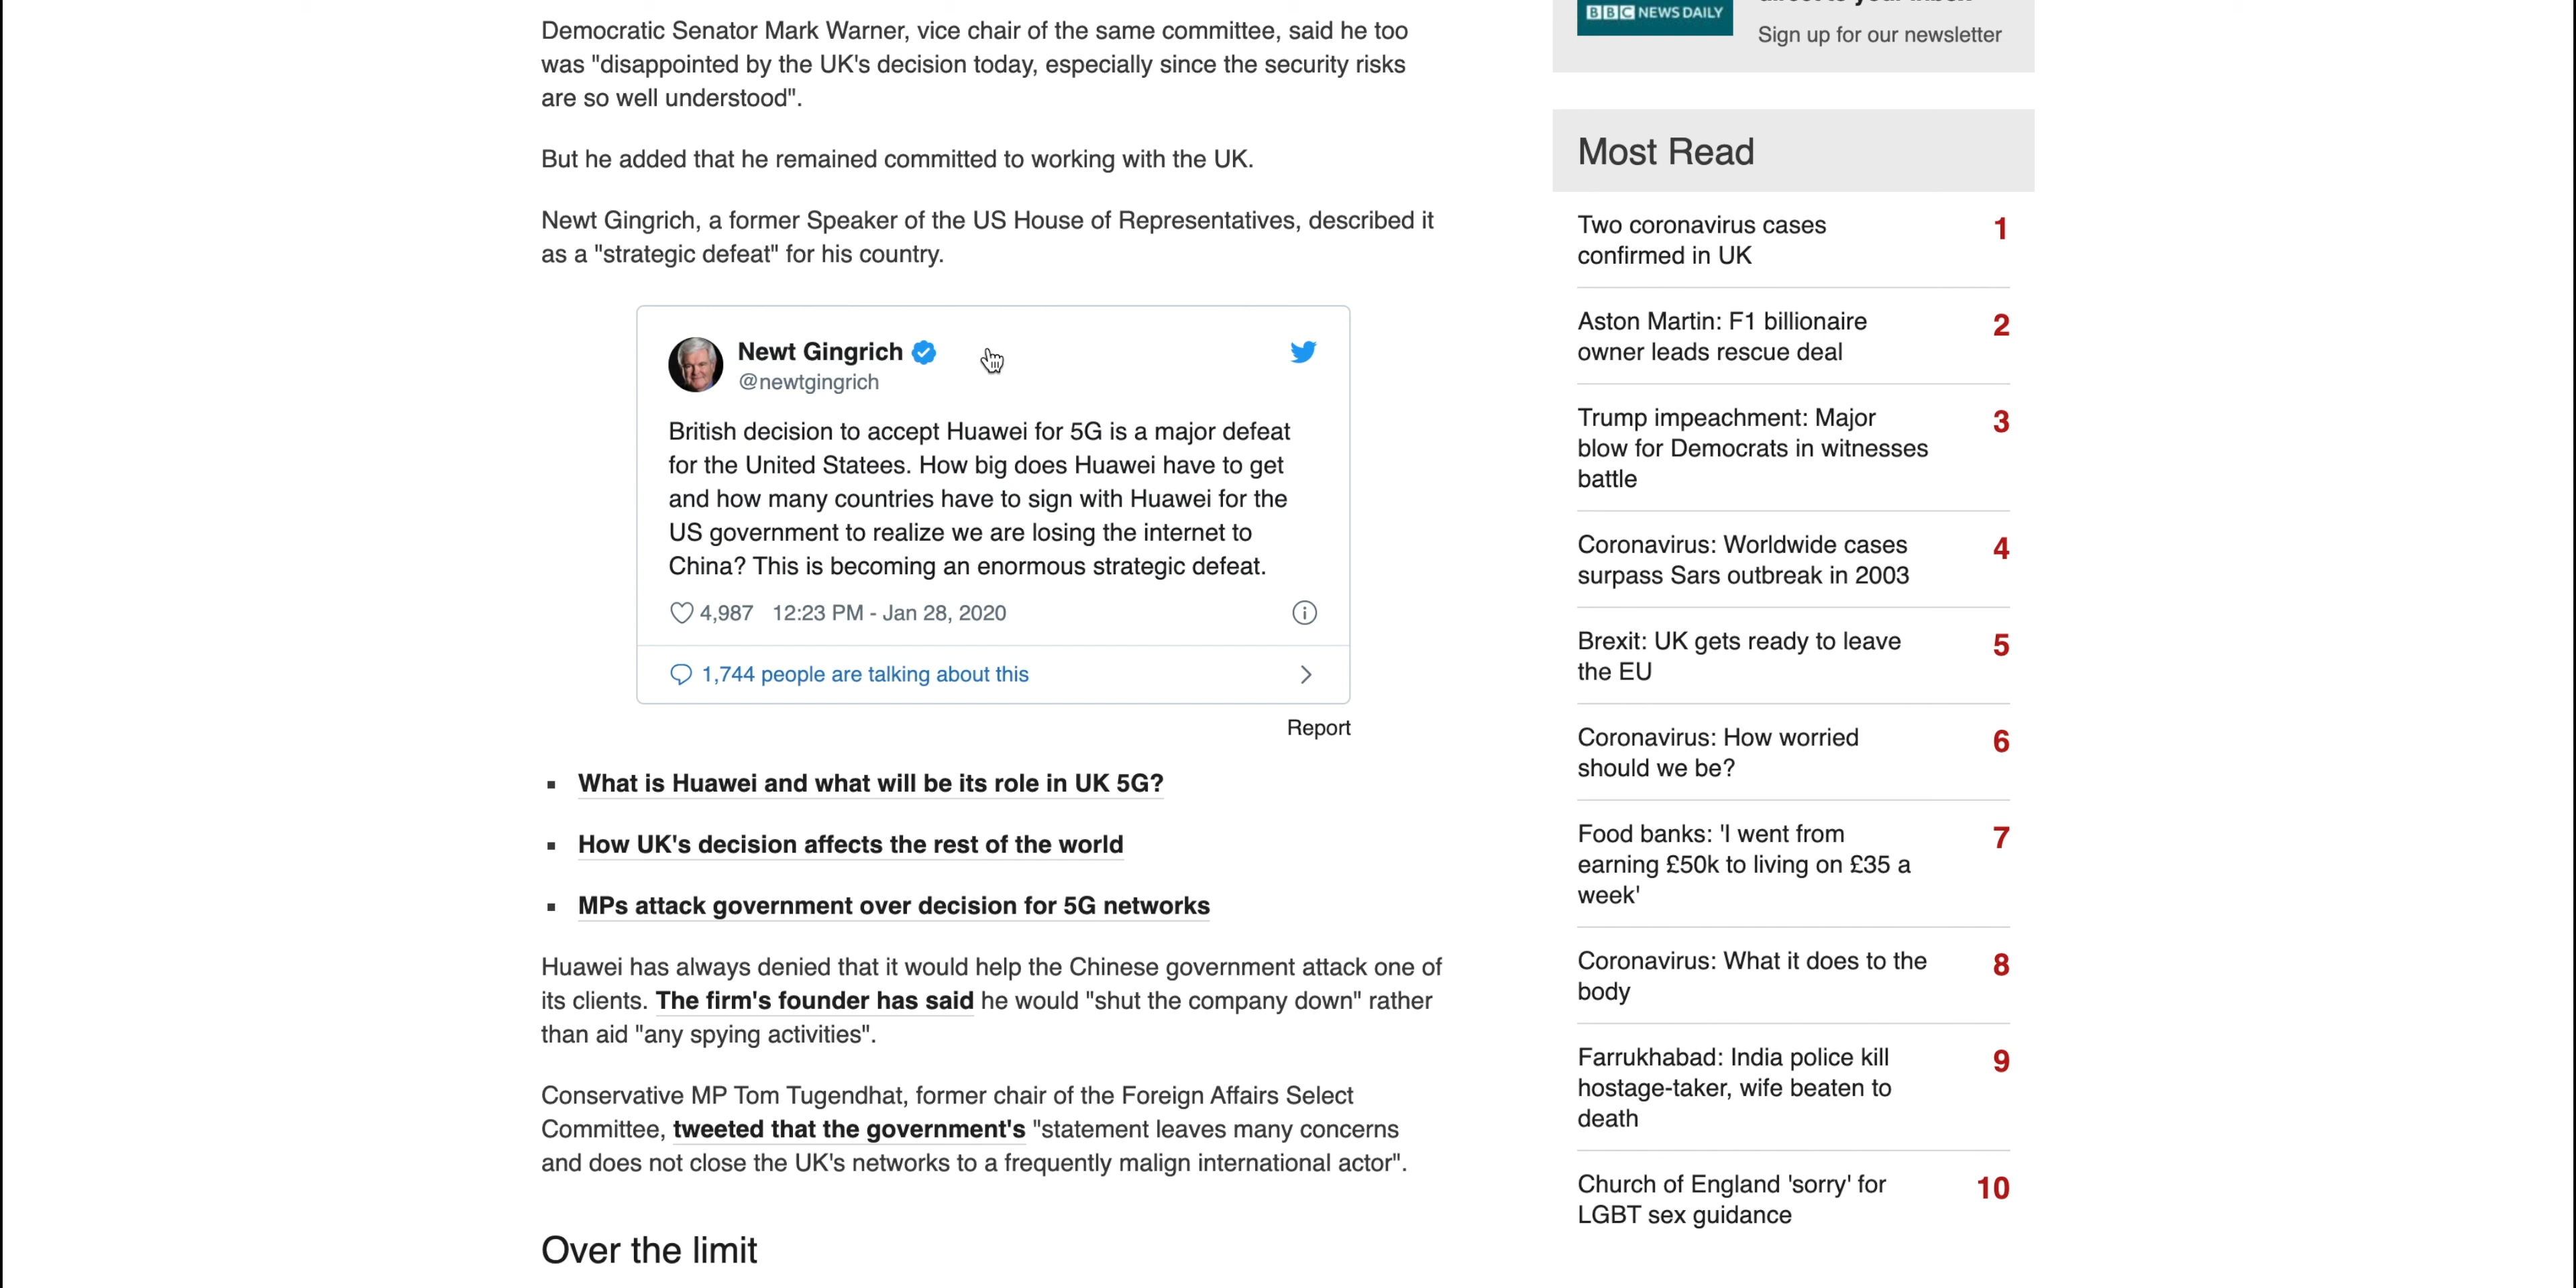 Democratic Senator Mark Warner, vice chair of the same committee, said he too
was "disappointed by the UK's decision today, especially since the security risks
are so well understood".
But he added that he remained committed to working with the UK.
Newt Gingrich, a former Speaker of the US House of Representatives, described it
as a "strategic defeat" for his country.
Newt Gingrich
@newtgingrich
British decision to accept Huawei for 5G is a major defeat
for the United Statees. How big does Huawei have to get
and how many countries have to sign with Huawei for the
US government to realize we are losing the internet to
China? This is becoming an enormous strategic defeat.
4,987 12:23 PM - Jan 28, 2020
1,744 people are talking about this
Report
What is Huawei and what will be its role in UK 5G?
How UK's decision affects the rest of the world
MPs attack government over decision for 5G networks
Huawei has always denied that it would help the Chinese government attack one of
its clients. The firm's founder has said he would "shut the company down" rather
than aid "any spying activities".
Conservative MP Tom Tugendhat, former chair of the Foreign Affairs Select
Committee, tweeted that the government's "statement leaves many concerns
and does not close the UK's networks to a frequently malign international actor".
Over the limit
BBC NEWS DAILY
Sign up for our newsletter
Most Read
Two coronavirus cases 1
confirmed in UK
Aston Martin: F1 billionaire 2
owner leads rescue deal
Trump impeachment: Major 3
blow for Democrats in witnesses
battle
Coronavirus: Worldwide cases 4
surpass Sars outbreak in 2003
Brexit: UK gets ready to leave 5
the EU
Coronavirus: How worried 6
should we be?
Food banks: 'I went from 7
earning £50k to living on £35 a
week'
Coronavirus: What it does to the 8
body
Farrukhabad: India police kill 9
hostage-taker, wife beaten to
death
Church of England 'sorry' for 10
LGBT sex guidance